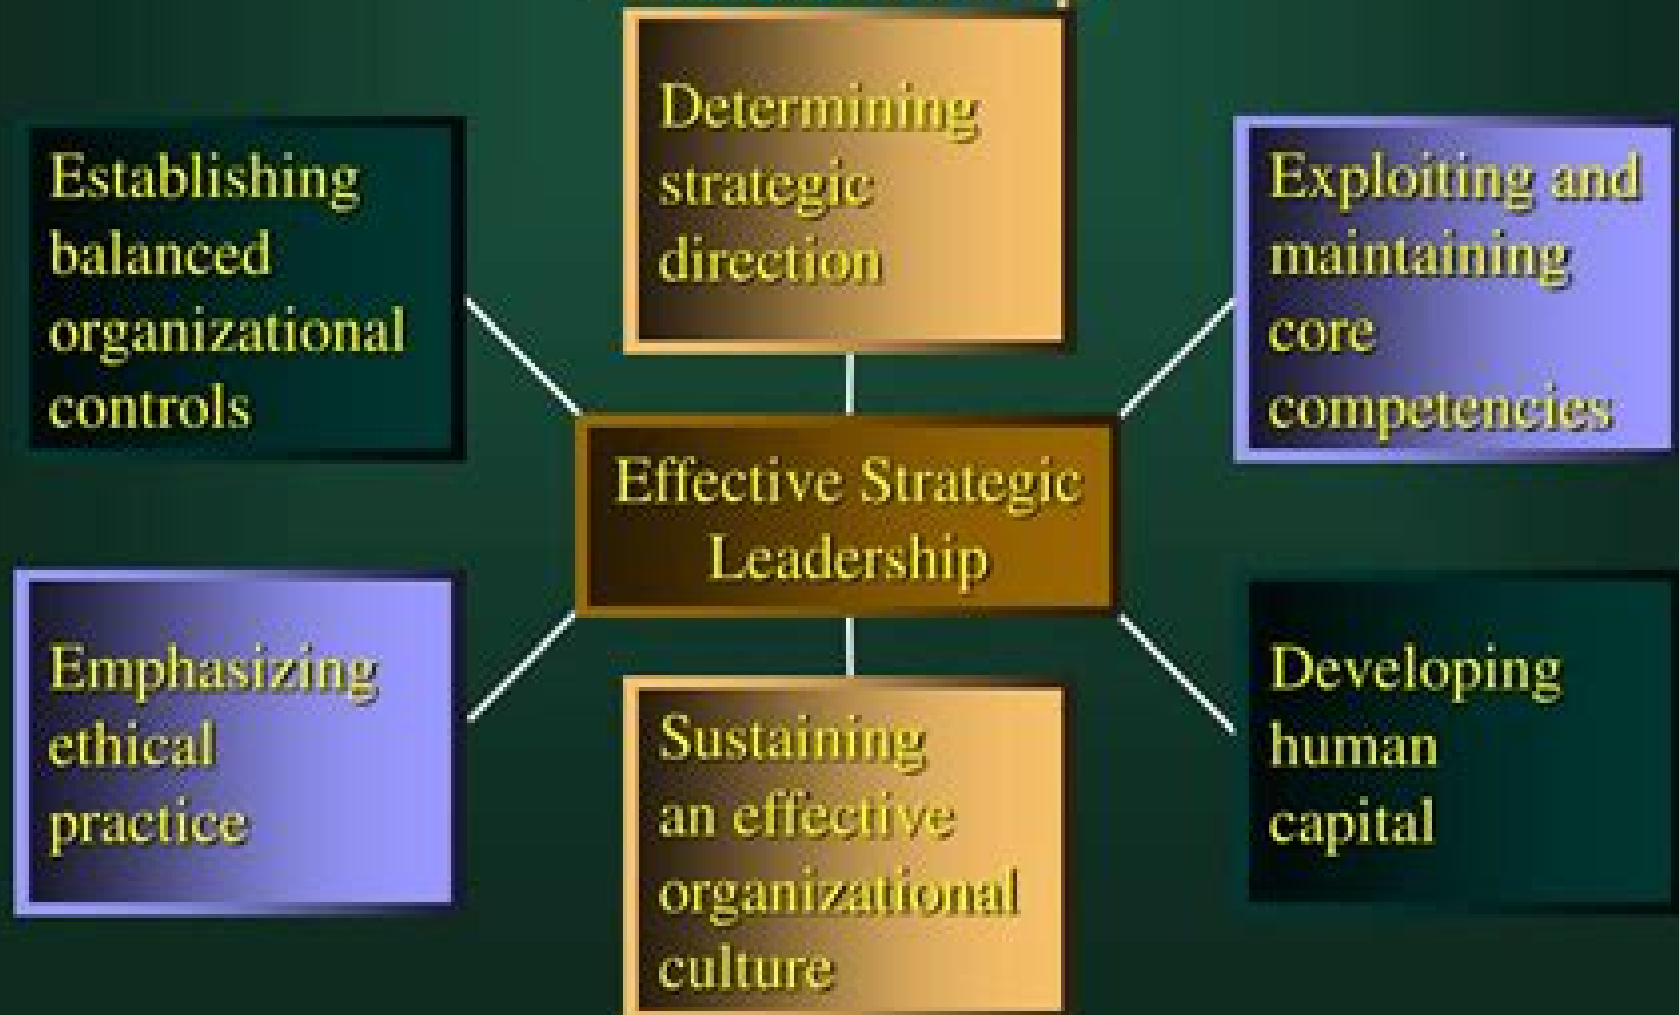 Determining
strategic
direction
Establishing
balanced
organizational
controls
Exploiting and
maintaining
core
competencies
Effective Strategic
Leadership
Emphasizing
ethical
practice
Sustaining
an effective
organizational
culture
Developing
human
capital